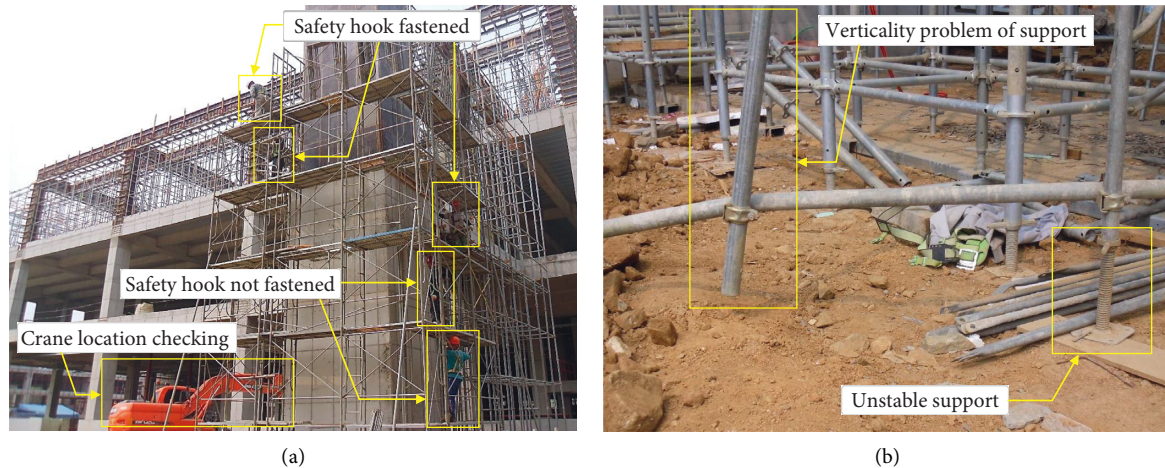 Safety hook fastened
Verticality problem of support
Safety hook not fastened
Crane location checking
Unstable support
(a)
(b)